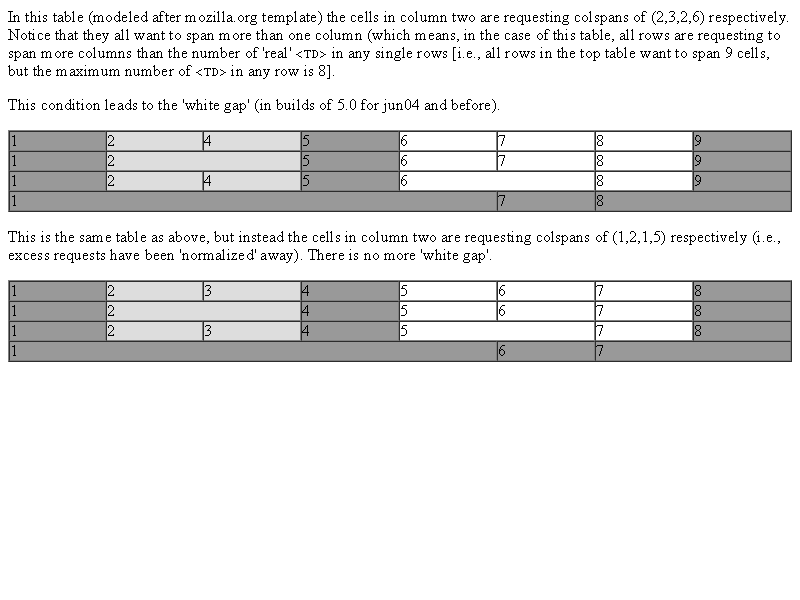 In this table (modeled after mozilla.org template) the cells in column two are requesting colspans of (2,3,2,6) respectively.
Notice that they all want to span more than one column (which means, in the case of this table, all rows are requesting to
span more columns than the number of 'real' <TD> in any single rows [i.e., all rows in the top table want to span 9 cells,
but the maximum number of <TD> in any row is 8].
This condition leads to the 'white gap' (in builds of 5.0 for jun04 and before).
1 2 4 5 6 7 8 9
1 2 5 6 7 8 9
1 2 4 5 6 8 9
1 7 8
This is the same table as above, but instead the cells in column two are requesting colspans of (1,2,1,5) respectively (i.e.,
excess requests have been 'normalized' away). There is no more 'white gap'.
1 2 3 4 5 6 7 8
1 2 4 5 6 7 8
1 2 3 4 5 7 8
1 6 7